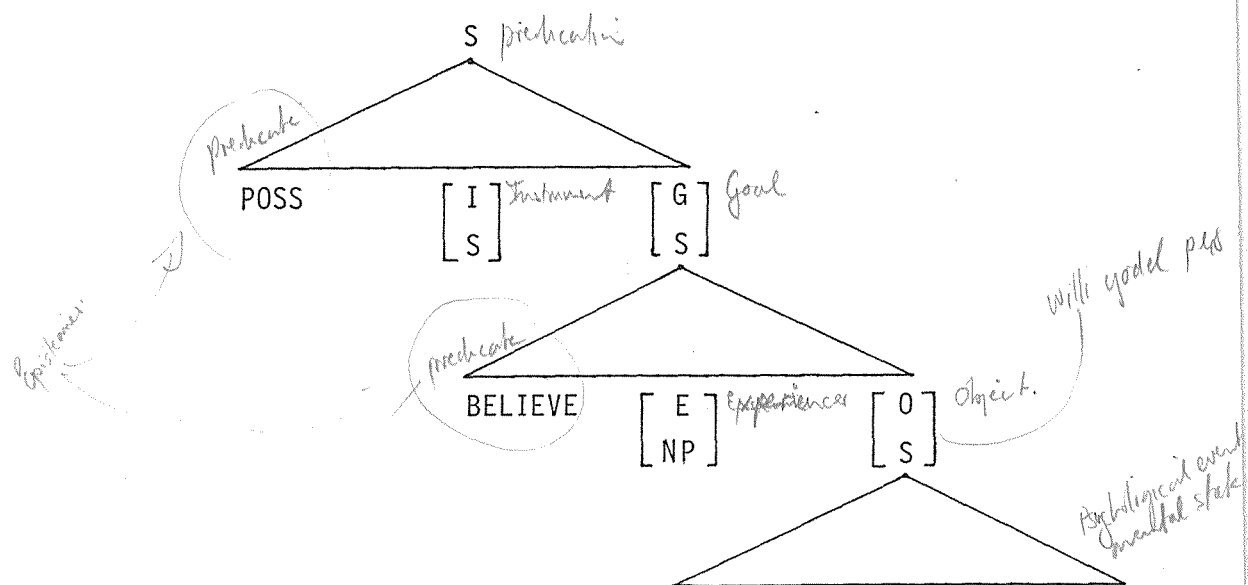 S predication
predicate
POSS [I S] Instrument [G S] Goal
Epistemic
predicate
BELIEVE [E NP] Experiencer [O S] Object.
Psychological event
mental state